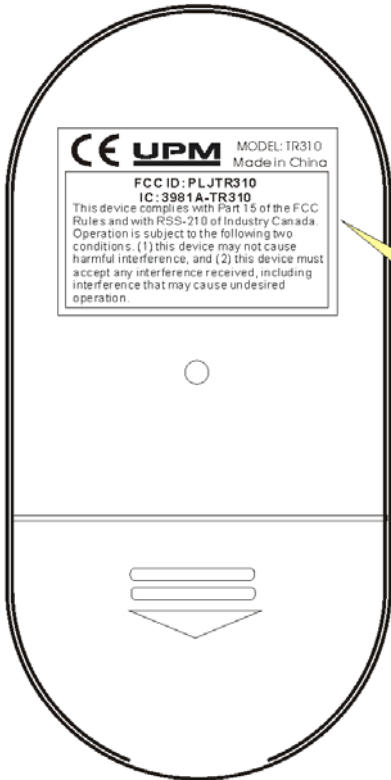 CE UPM MODEL: TR310
Made in China
FCC ID: PLJTR310
IC: 3981A-TR310
This device complies with Part 15 of the FCC
Rules and with RSS-210 of Industry Canada.
Operation is subject to the following two
conditions. (1) this device may not cause
harmful interference, and (2) this device must
accept any interference received, including
interference that may cause undesired
operation.